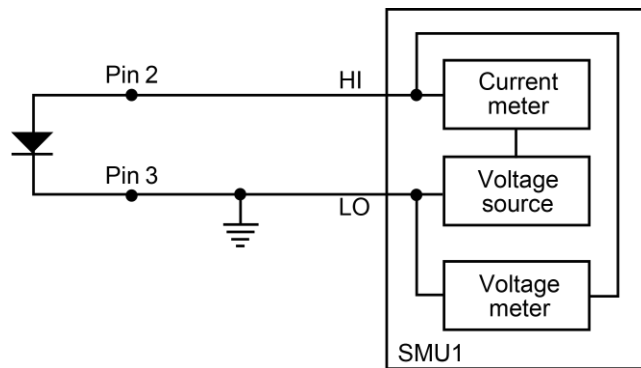 Pin 2
HI
Current
meter
Pin 3
LO
Voltage
source
Voltage
meter
SMU1